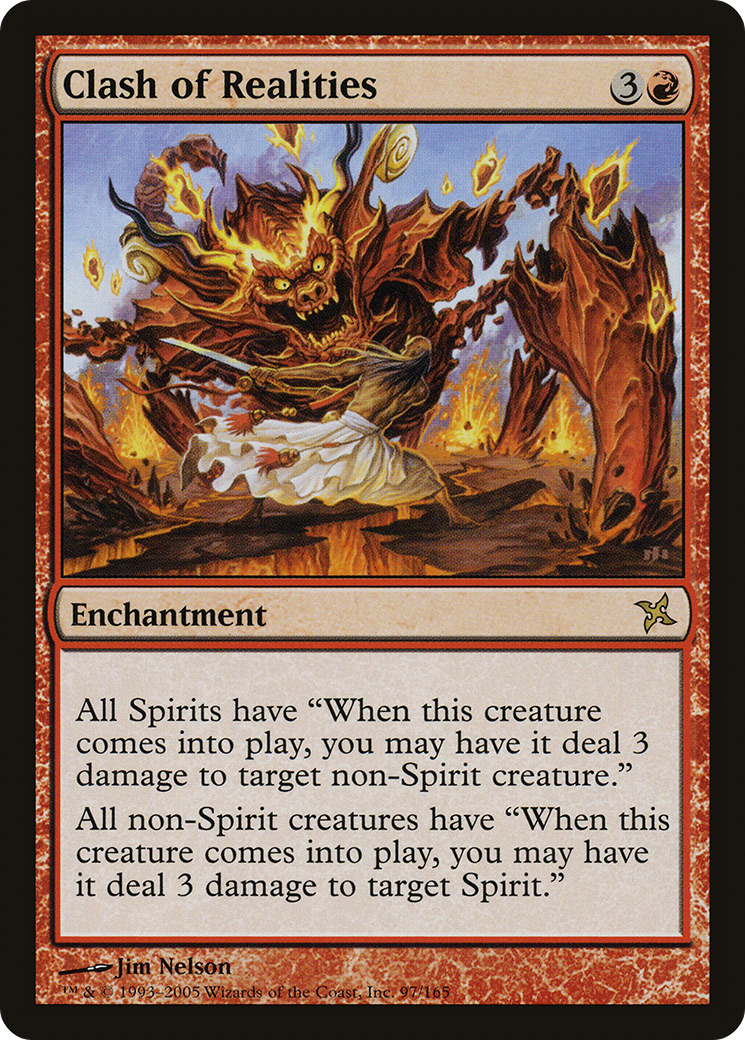 Clash of Realities
3
Enchantment
All Spirits have “When this creature
comes into play, you may have it deal 3
damage to target non-Spirit creature.”
All non-Spirit creatures have “When this
creature comes into play, you may have
it deal 3 damage to target Spirit.”
Jim Nelson
™ & © 1993–2005 Wizards of the Coast, Inc. 97/165